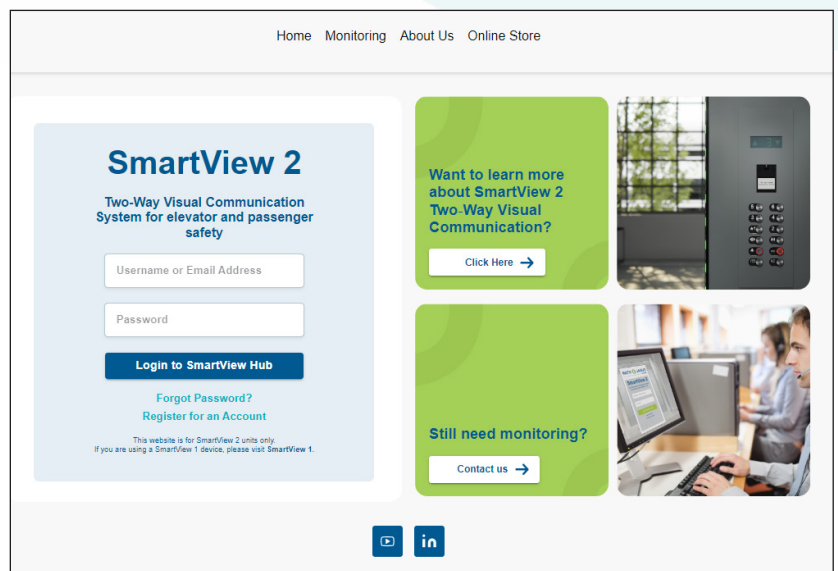 Home Monitoring About Us Online Store
SmartView 2
Two-Way Visual Communication
System for elevator and passenger
safety
Username or Email Address
Password
Login to SmartView Hub
Forgot Password?
Register for an Account
This website is for SmartView 2 units only.
If you are using a SmartView 1 device, please visit SmartView 1.
Want to learn more
about SmartView 2
Two-Way Visual
Communication?
Click Here →
Still need monitoring?
Contact us →
in